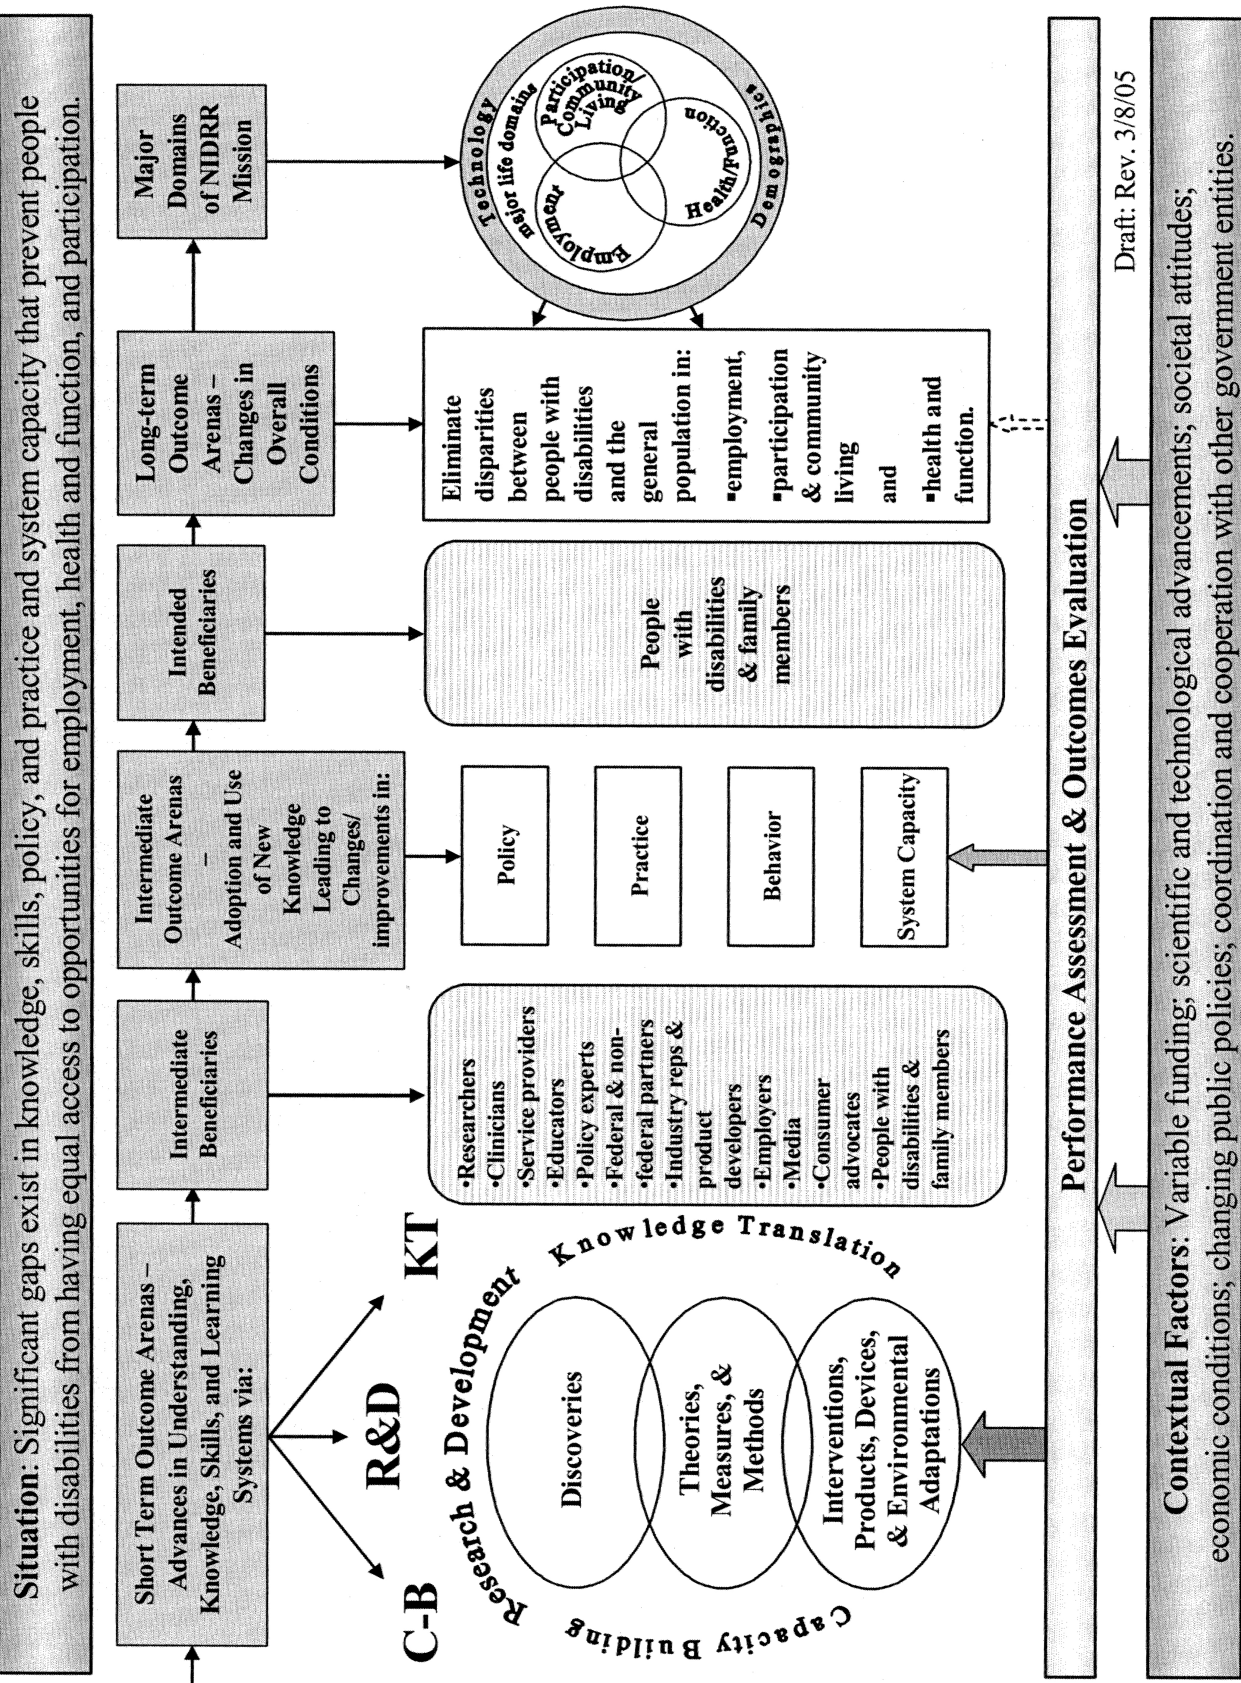 Situation: Significant gaps exist in knowledge, skills, policy, and practice and system capacity that prevent people
with disabilities from having equal access to opportunities for employment, health and function, and participation.
Short Term Outcome Arenas –
Advances in Understanding,
Knowledge, Skills, and Learning
Systems via:
Intermediate
Beneficiaries
Intermediate
Outcome Arenas
–
Adoption and Use
of New
Knowledge
Leading to
Changes/
improvements in:
Intended
Beneficiaries
Long-term
Outcome
Arenas –
Changes in
Overall
Conditions
Major
Domains
of NIDRR
Mission
C-B
R&D
KT
Research & Development
Knowledge Translation
Capacity Building
Discoveries
Theories,
Measures, &
Methods
Interventions,
Products, Devices,
& Environmental
Adaptations
•Researchers
•Clinicians
•Service providers
•Educators
•Policy experts
•Federal & non-
•federal partners
•Industry reps &
product
developers
•Employers
•Media
•Consumer
advocates
•People with
disabilities &
family members
Policy
Practice
Behavior
System Capacity
People
with
disabilities
& family
members
Eliminate
disparities
between
people with
disabilities
and the
general
population in:
▪employment,
▪participation
& community
living
and
▪health and
function.
Technology
major life domains
Employment
Participation/
Community
Living
Health/Function
Demographics
Performance Assessment & Outcomes Evaluation
Draft: Rev. 3/8/05
Contextual Factors: Variable funding; scientific and technological advancements; societal attitudes;
economic conditions; changing public policies; coordination and cooperation with other government entities.